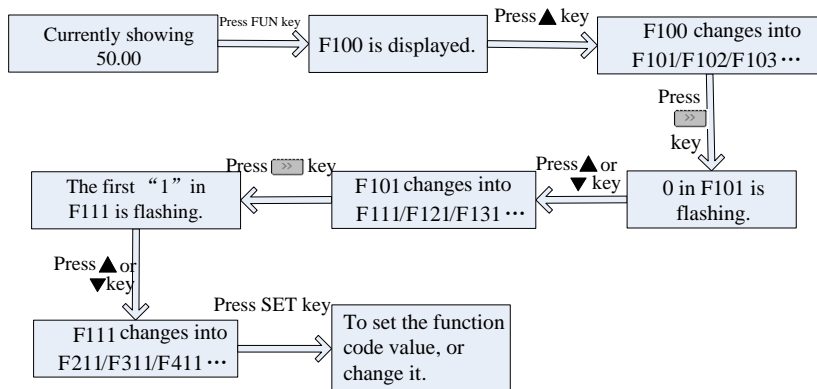 Currently showing
50.00
Press FUN key
F100 is displayed.
Press▲key
F100 changes into
F101/F102/F103…
Press
>>
key
0 in F101 is
flashing.
Press▲or
▼key
F101 changes into
F111/F121/F131…
Press >> key
The first “1” in
F111 is flashing.
Press▲or
▼key
F111 changes into
F211/F311/F411…
Press SET key
To set the function
code value, or
change it.